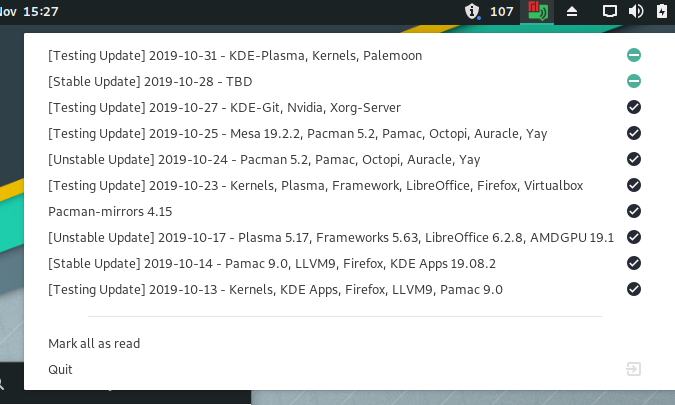 Nov 15:27
107
[Testing Update] 2019-10-31 - KDE-Plasma, Kernels, Palemoon
[Stable Update] 2019-10-28 - TBD
[Testing Update] 2019-10-27 - KDE-Git, Nvidia, Xorg-Server
[Testing Update] 2019-10-25 - Mesa 19.2.2, Pacman 5.2, Pamac, Octopi, Auracle, Yay
[Unstable Update] 2019-10-24 - Pacman 5.2, Pamac, Octopi, Auracle, Yay
[Testing Update] 2019-10-23 - Kernels, Plasma, Framework, LibreOffice, Firefox, Virtualbox
Pacman-mirrors 4.15
[Unstable Update] 2019-10-17 - Plasma 5.17, Frameworks 5.63, LibreOffice 6.2.8, AMDGPU 19.1
[Stable Update] 2019-10-14 - Pamac 9.0, LLVM9, Firefox, KDE Apps 19.08.2
[Testing Update] 2019-10-13 - Kernels, KDE Apps, Firefox, LLVM9, Pamac 9.0
Mark all as read
Quit